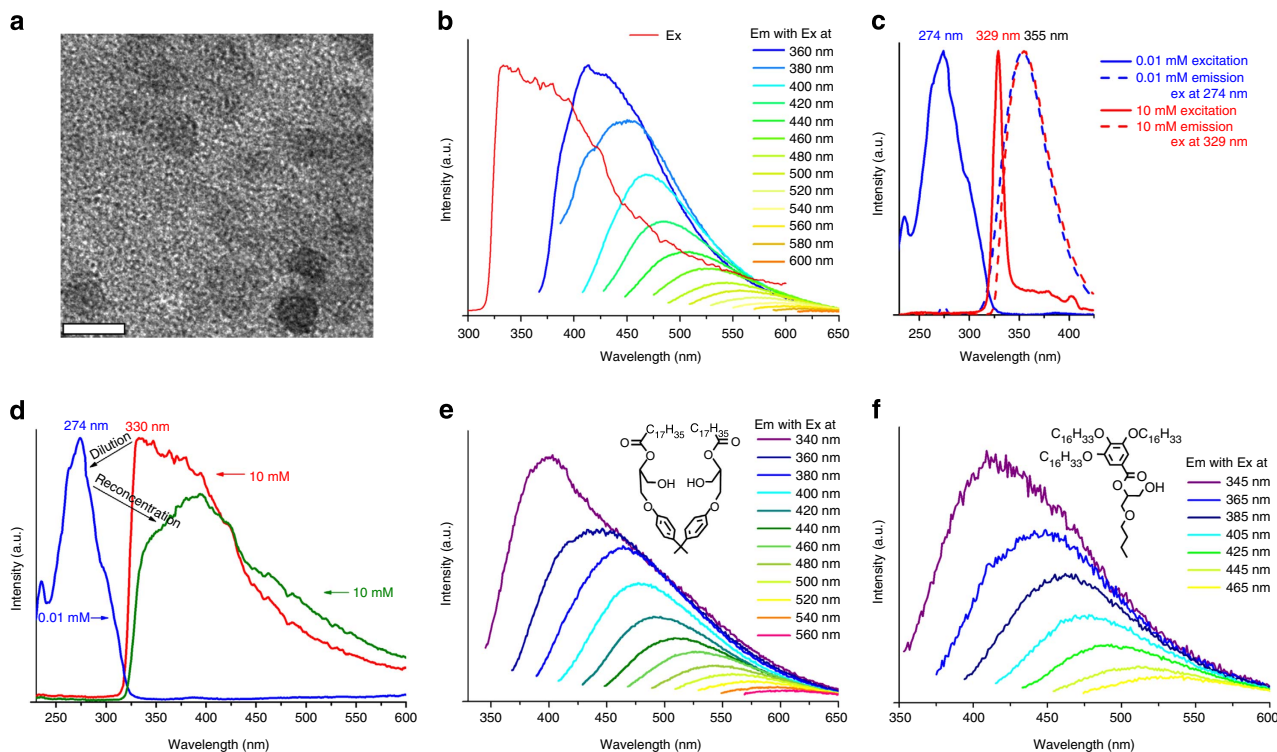 a
b
Intensity (a.u.)
Ex
Em with Ex at
360 nm
380 nm
400 nm
420 nm
440 nm
460 nm
480 nm
500 nm
520 nm
540 nm
560 nm
580 nm
600 nm
300 350 400 450 500 550 600 650
Wavelength (nm)
c
Intensity (a.u.)
274 nm 329 nm 355 nm
0.01 mM excitation
0.01 mM emission
ex at 274 nm
10 mM excitation
10 mM emission
ex at 329 nm
250 300 350 400
Wavelength (nm)
d
Intensity (a.u.)
274 nm 330 nm
Dilution
Reconcentration
10 mM
10 mM
0.01 mM
250 300 350 400 450 500 550 600
Wavelength (nm)
e
Intensity (a.u.)
C17H35 C17H35
O O
O O
OH HO
O O
Em with Ex at
340 nm
360 nm
380 nm
400 nm
420 nm
440 nm
460 nm
480 nm
500 nm
520 nm
540 nm
560 nm
350 400 450 500 550 600 650
Wavelength (nm)
f
Intensity (a.u.)
C16H33
C16H33O OC16H33
C16H33O
O
O OH
O
Em with Ex at
345 nm
365 nm
385 nm
405 nm
425 nm
445 nm
465 nm
350 400 450 500 550 600
Wavelength (nm)